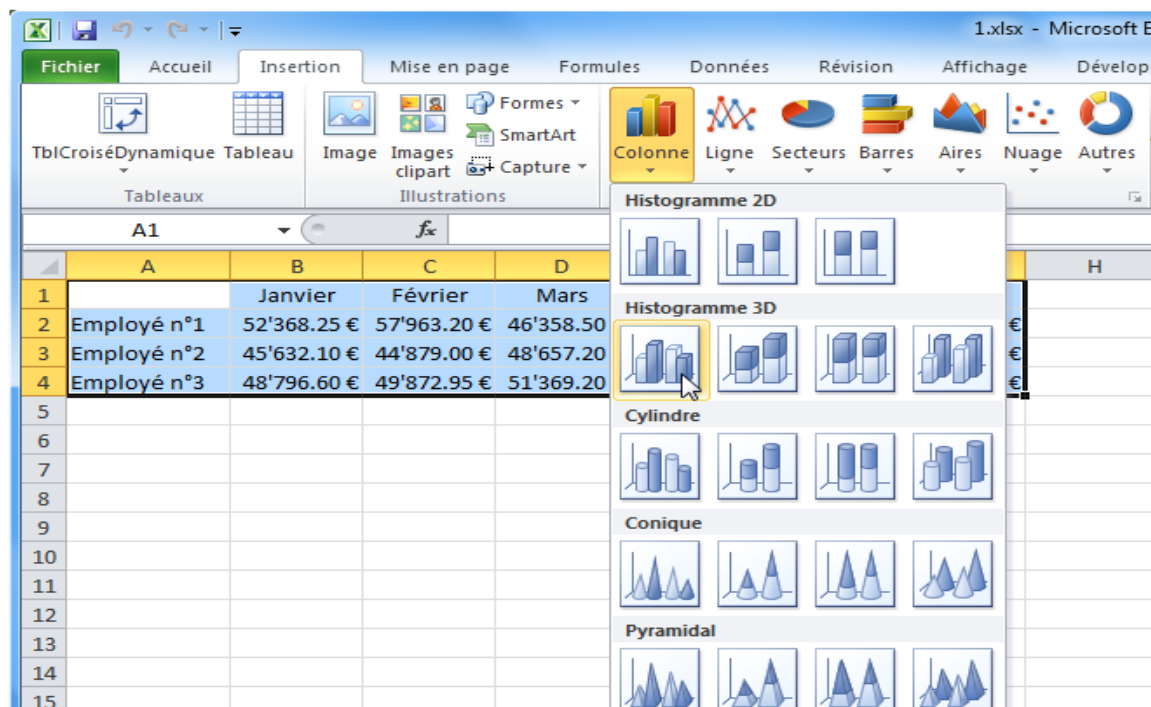 1.xlsx - Microsoft E
Fichier Accueil Insertion Mise en page Formules Données Révision Affichage Dévelop
Formes
SmartArt
Capture
TblCroiséDynamique Tableau Image Images clipart Colonne Ligne Secteurs Barres Aires Nuage Autres
Tableaux Illustrations
Histogramme 2D
A1 fx
A B C D H
1 Janvier Février Mars
Histogramme 3D
2 Employé n°1 52'368.25 € 57'963.20 € 46'358.50 €
3 Employé n°2 45'632.10 € 44'879.00 € 48'657.20 €
4 Employé n°3 48'796.60 € 49'872.95 € 51'369.20 €
Cylindre
5
6
7
8
Conique
9
10
11
12
Pyramidal
13
14
15